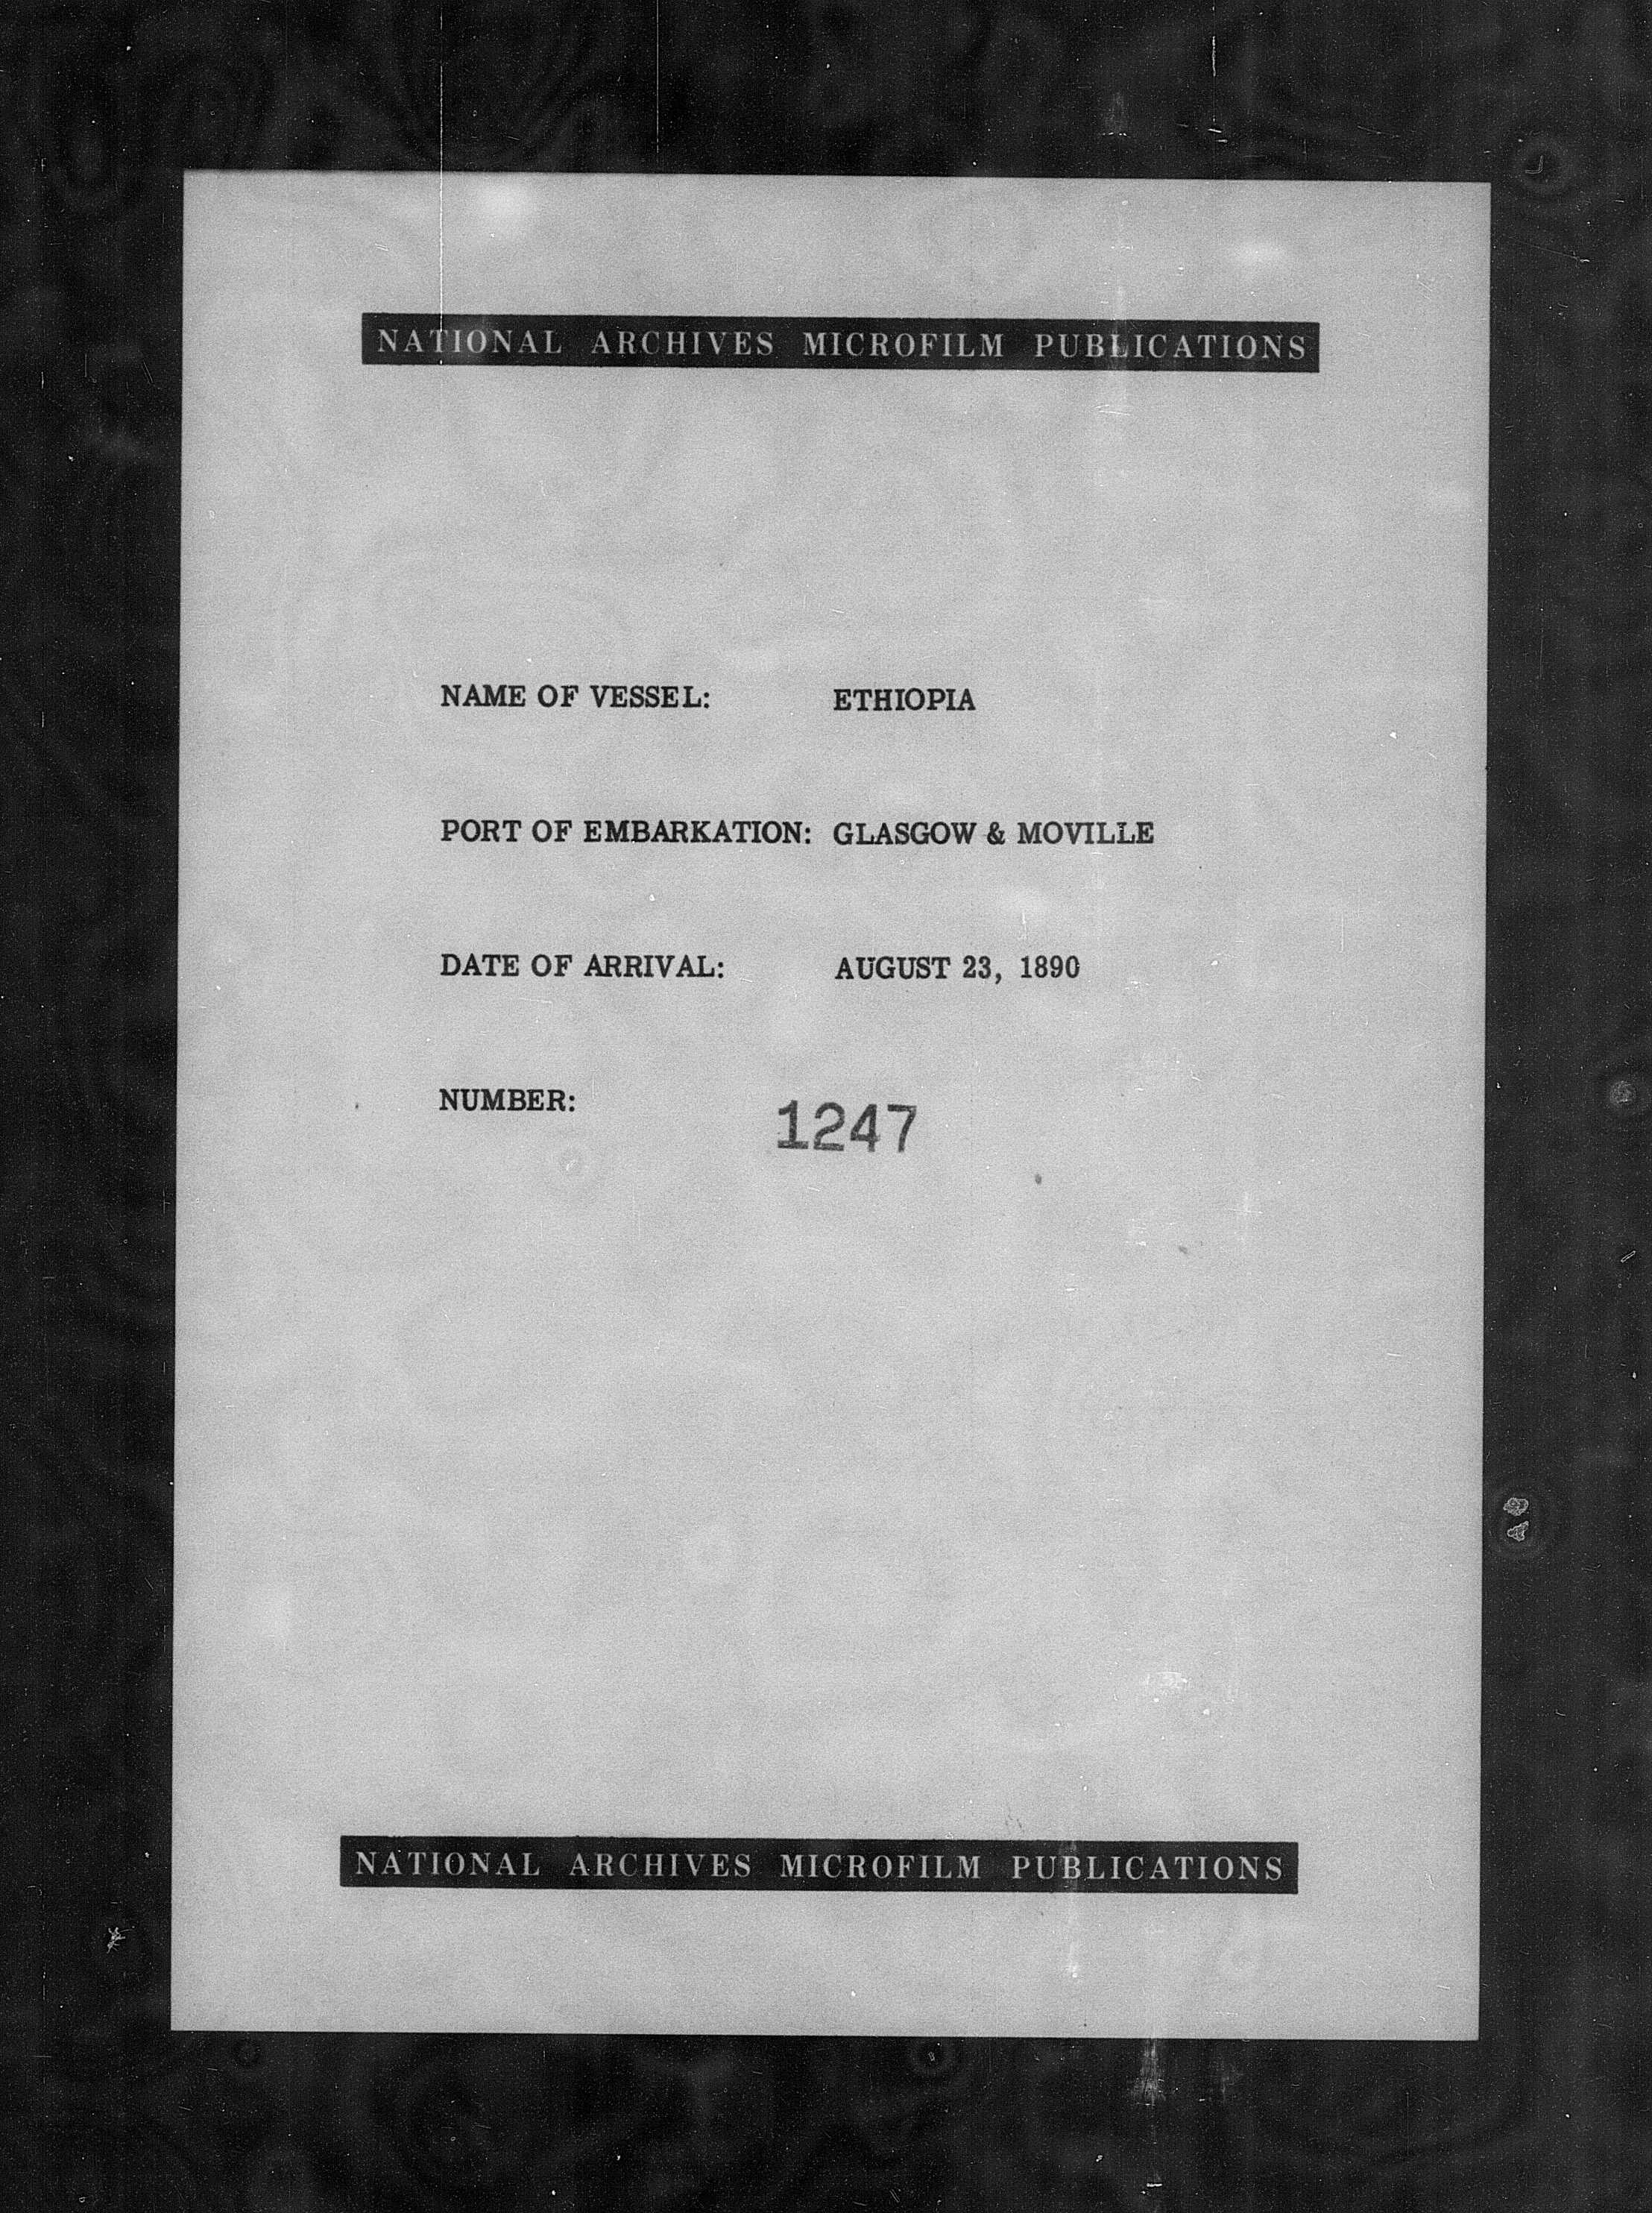 NATIONAL ARCHIVES MICROFILM PUBLICATIONS
NAME OF VESSEL: ETHIOPIA
PORT OF EMBARKATION: GLASGOW & MOVILLE
DATE OF ARRIVAL: AUGUST 23, 1890
NUMBER: 1247
NATIONAL ARCHIVES MICROFILM PUBLICATIONS